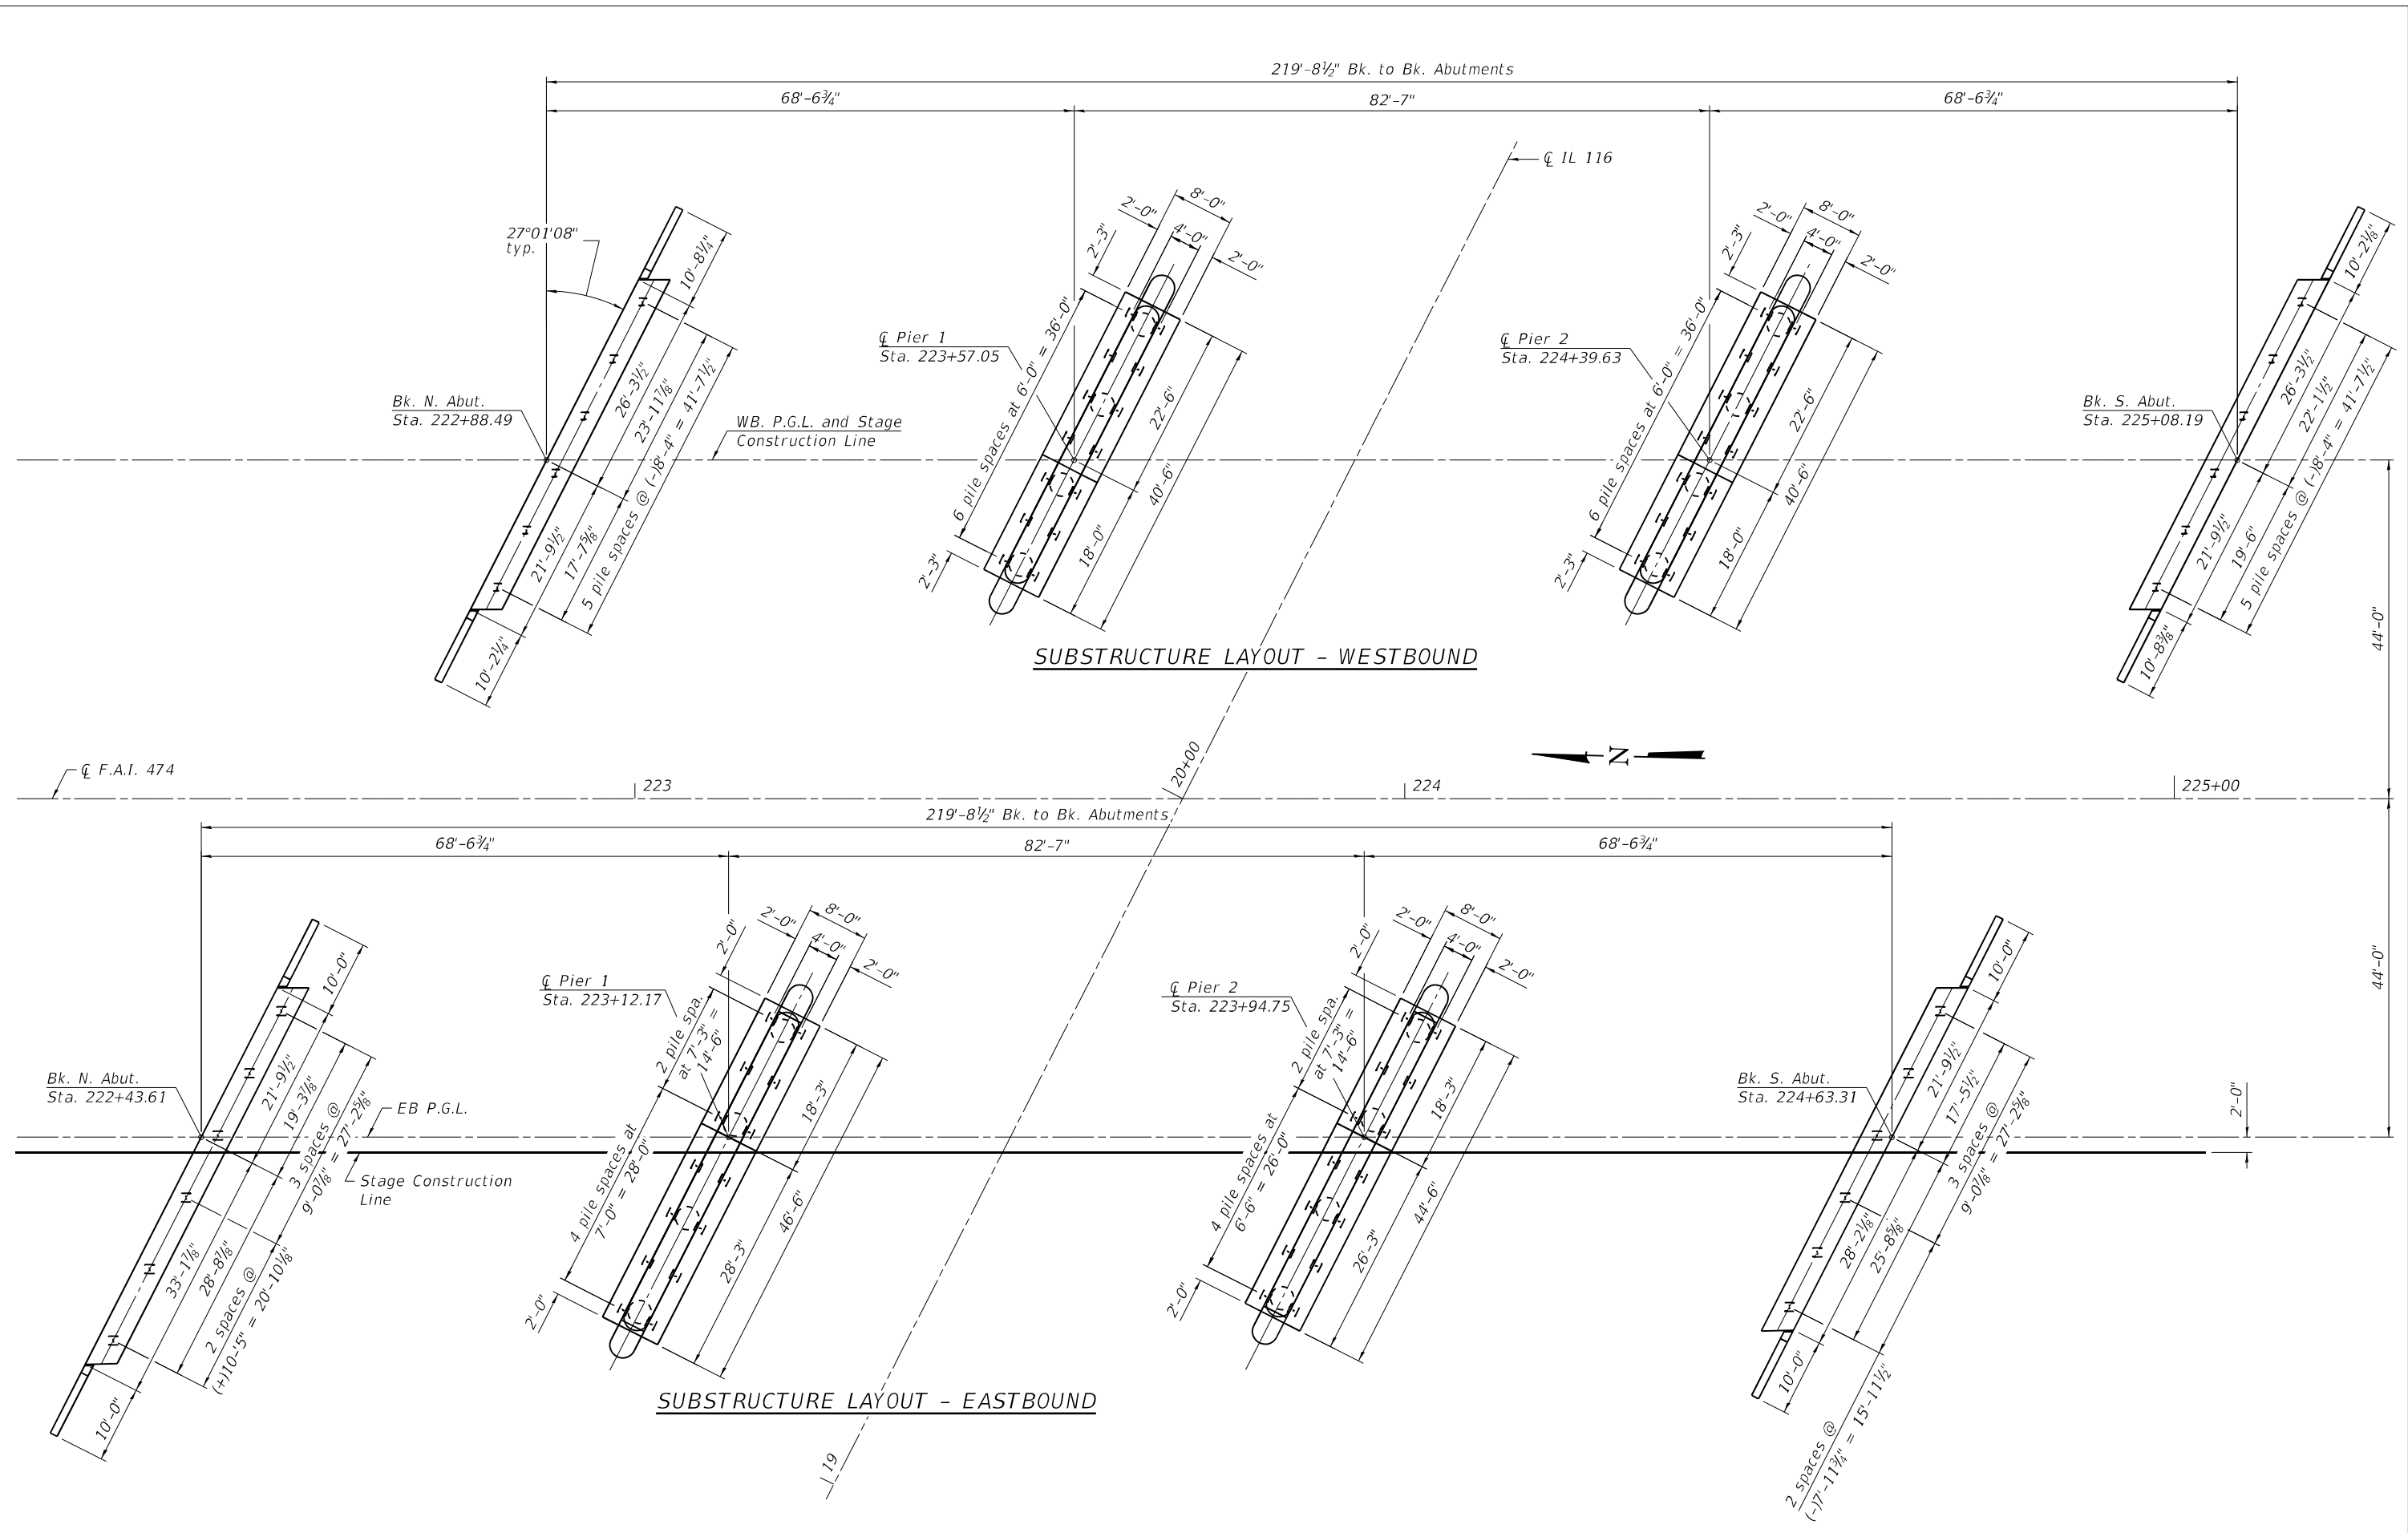 219'-8½" Bk. to Bk. Abutments
68'-6¾"
82'-7"
68'-6¾"
℄ IL 116
27°01'08"
typ.
10'-8¼"
26'-3½"
23'-11⅞"
5 pile spaces @ (-)8'-4" = 41'-7½"
21'-9½"
17'-7⅝"
10'-2¼"
Bk. N. Abut.
Sta. 222+88.49
WB. P.G.L. and Stage
Construction Line
2'-0"
8'-0"
4'-0"
2'-0"
2'-3"
6 pile spaces at 6'-0" = 36'-0"
℄ Pier 1
Sta. 223+57.05
22'-6"
40'-6"
18'-0"
2'-3"
2'-0"
8'-0"
4'-0"
2'-0"
2'-3"
6 pile spaces at 6'-0" = 36'-0"
℄ Pier 2
Sta. 224+39.63
22'-6"
40'-6"
18'-0"
2'-3"
10'-2⅛"
26'-3½"
22'-1½"
5 pile spaces @ (-)8'-4" = 41'-7½"
Bk. S. Abut.
Sta. 225+08.19
21'-9½"
19'-6"
10'-8⅜"
44'-0"
SUBSTRUCTURE LAYOUT - WESTBOUND
N
20+00
℄ F.A.I. 474
223
224
225+00
219'-8½" Bk. to Bk. Abutments
68'-6¾"
82'-7"
68'-6¾"
10'-0"
21'-9½"
19'-3⅞"
3 spaces @
9'-0⅞" = 27'-2⅝"
Bk. N. Abut.
Sta. 222+43.61
EB P.G.L.
Stage Construction
Line
33'-1⅞"
28'-8⅞"
2 spaces @
(+)10-'5" = 20'-10⅛"
10'-0"
2'-0"
8'-0"
4'-0"
2'-0"
2'-0"
2 pile spa.
at 7'-3" =
14'-6"
℄ Pier 1
Sta. 223+12.17
4 pile spaces at
7'-0" = 28'-0"
18'-3"
46'-6"
28'-3"
2'-0"
2'-0"
8'-0"
4'-0"
2'-0"
2'-0"
2 pile spa.
at 7'-3" =
14'-6"
℄ Pier 2
Sta. 223+94.75
4 pile spaces at
6'-6" = 26'-0"
18'-3"
44'-6"
26'-3"
2'-0"
10'-0"
21'-9½"
17'-5½"
3 spaces @
9'-0⅞" = 27'-2⅝"
Bk. S. Abut.
Sta. 224+63.31
28'-2⅛"
25'-8⅝"
10'-0"
2 spaces @
(-)7'-11¾" = 15'-11½"
2'-0"
44'-0"
SUBSTRUCTURE LAYOUT - EASTBOUND
19